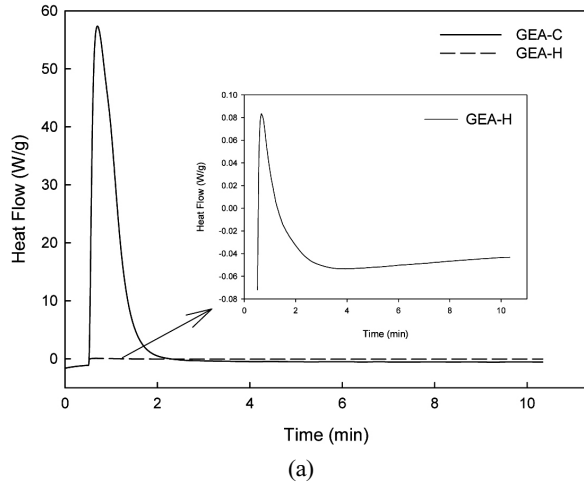 60
50
40
30
20
10
0
0 2 4 6 8 10
Heat Flow (W/g)
Time (min)
GEA-C
GEA-H
0.10
0.08
0.06
0.04
0.02
0.00
-0.02
-0.04
-0.06
-0.08
0 2 4 6 8 10
Heat Flow (W/g)
Time (min)
GEA-H
(a)